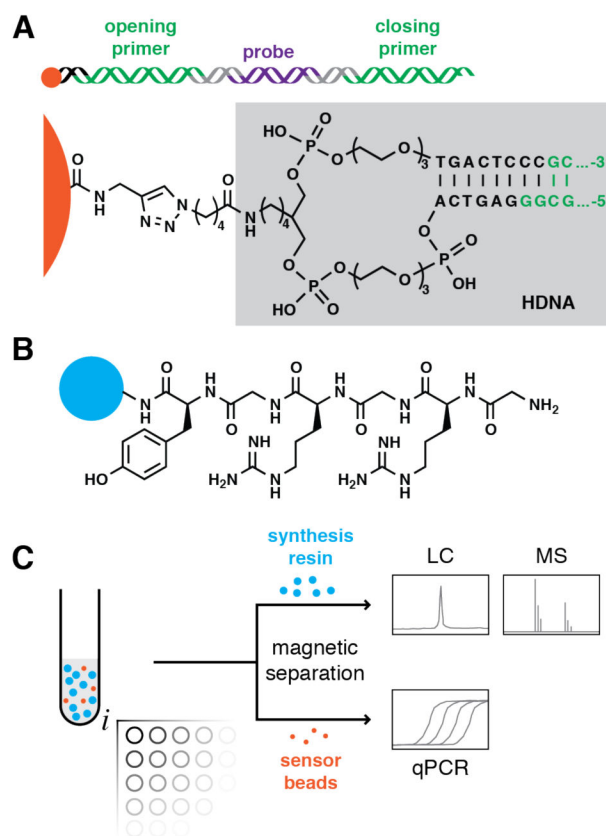 A
opening
primer
probe
closing
primer
O
N
H
N
N
N
4
O
N
H
4
HO
O
P
O
O
O
O
3
TGACTCCCGC...-3
ACTGAGGGCG...-5
O
O
P
O
HO
O
O
P
HO
O
O
O
3
HDNA
B
O
N
H
H
N
O
O
N
H
H
N
O
O
N
H
H
N
O
NH2
HO
NH
H2N
N
H
NH
H2N
N
H
C
synthesis
resin
LC
MS
magnetic
separation
i
sensor
beads
qPCR